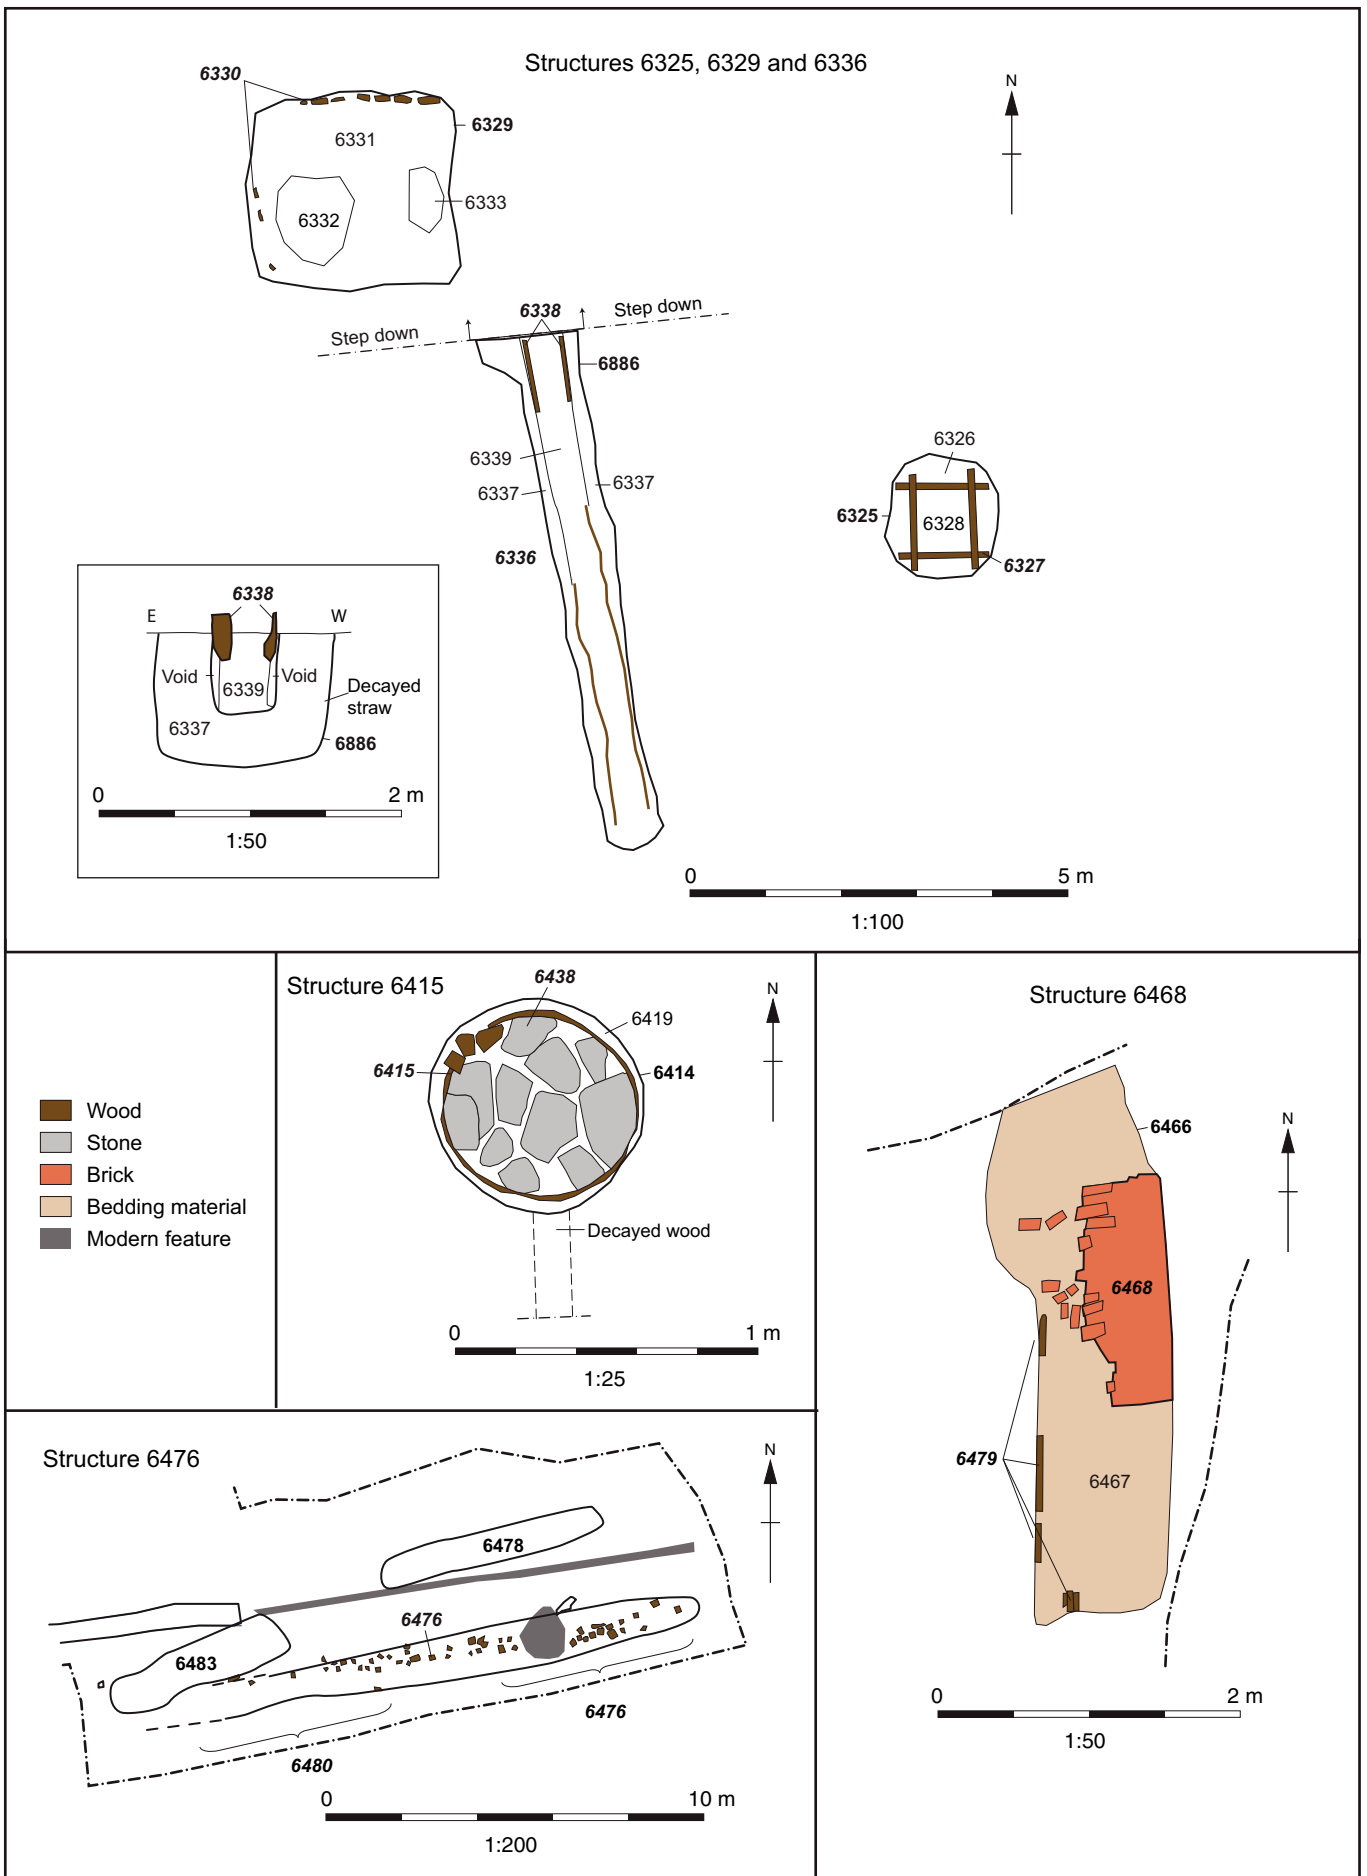 Structures 6325, 6329 and 6336
6330
N
6329
6331
6333
6332
6338
Step down
Step down
6886
6326
6339
6337
6337
6325
6328
6336
6327
6338
E
W
Void
Void
6339
Decayed
straw
6337
6886
0
2 m
1:50
0
5 m
1:100
Structure 6415
6438
N
6419
6415
6414
Decayed wood
0
1 m
1:25
Wood
Stone
Brick
Bedding material
Modern feature
Structure 6468
N
6466
6468
6479
6467
0
2 m
1:50
Structure 6476
N
6478
6476
6483
6476
6480
0
10 m
1:200